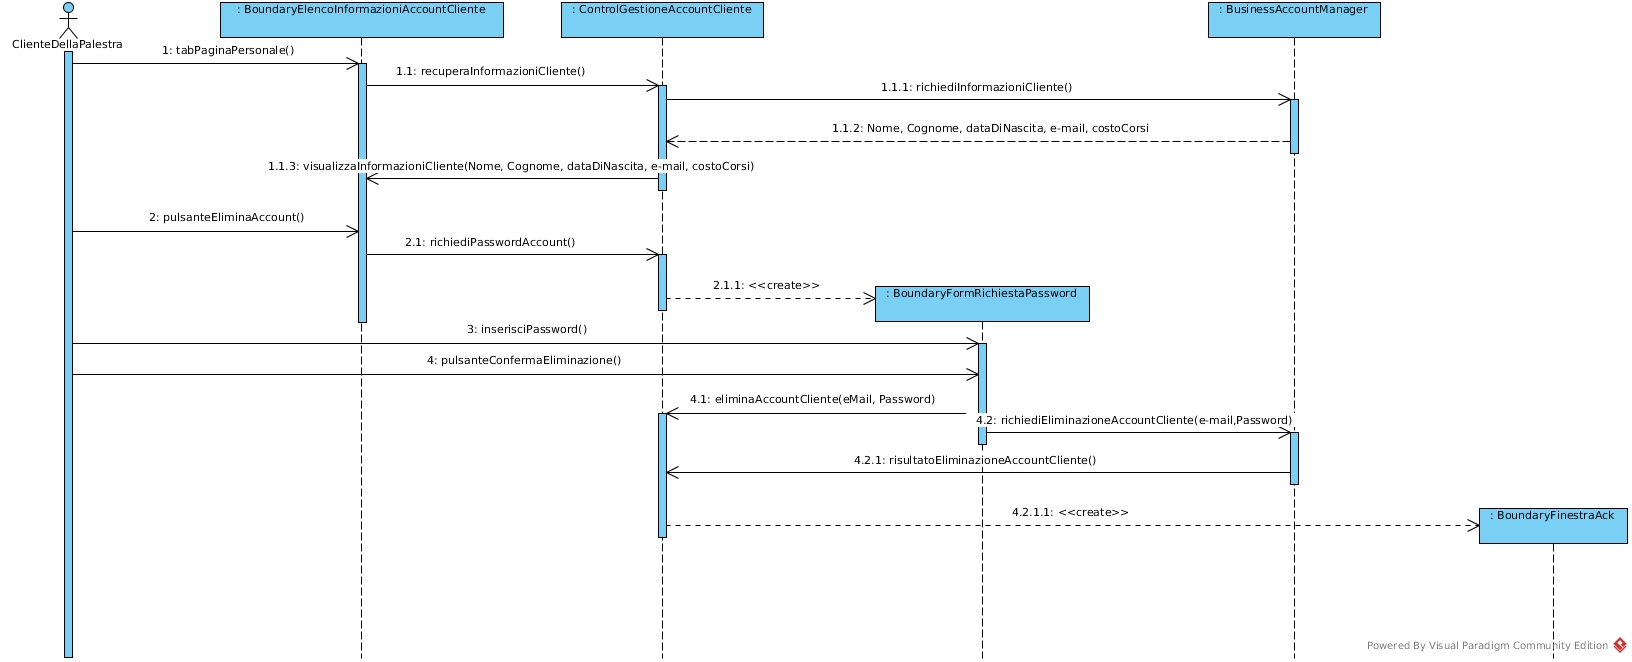 : BoundaryElencoInformazioniAccountCliente
: ControlGestioneAccountCliente
: BusinessAccountManager
ClienteDellaPalestra
1: tabPaginaPersonale()
1.1: recuperaInformazioniCliente()
1.1.1: richiediInformazioniCliente()
1.1.2: Nome, Cognome, dataDiNascita, e-mail, costoCorsi
1.1.3: visualizzaInformazioniCliente(Nome, Cognome, dataDiNascita, e-mail, costoCorsi)
2: pulsanteEliminaAccount()
2.1: richiediPasswordAccount()
2.1.1: <<create>>
: BoundaryFormRichiestaPassword
3: inserisciPassword()
4: pulsanteConfermaEliminazione()
4.1: eliminaAccountCliente(eMail, Password)
4.2: richiediEliminazioneAccountCliente(e-mail,Password)
4.2.1: risultatoEliminazioneAccountCliente()
4.2.1.1: <<create>>
: BoundaryFinestraAck
Powered By Visual Paradigm Community Edition